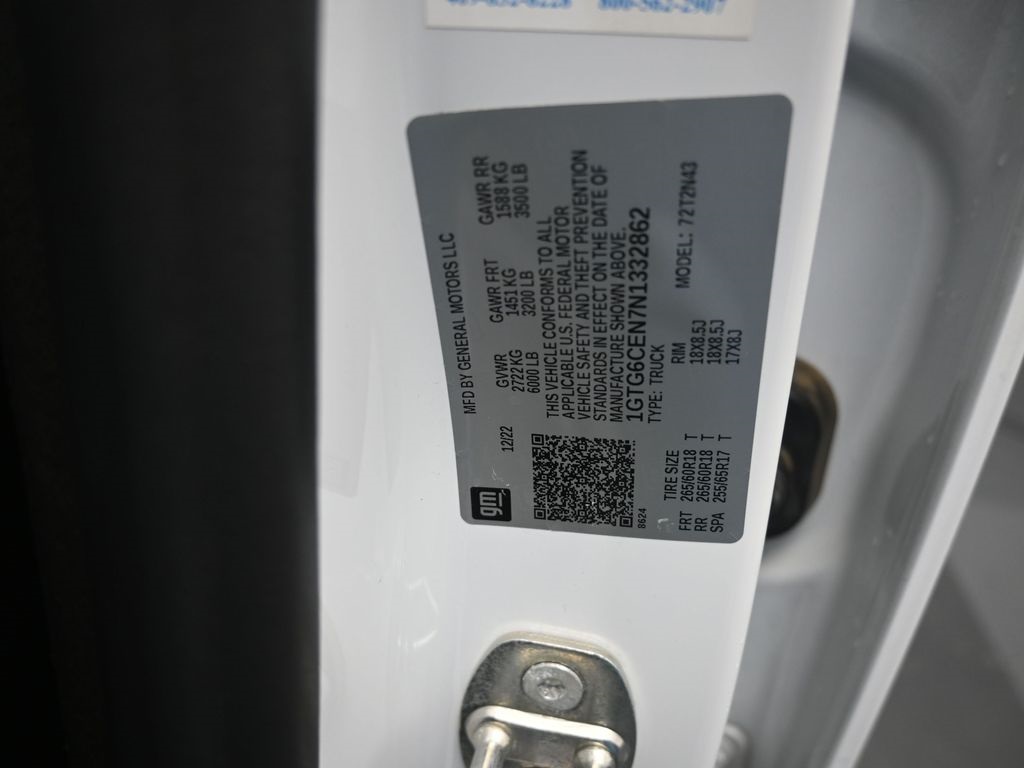 MFD BY GENERAL MOTORS LLC
12/22
GVWR
2722 KG
6000 LB
GAWR FRT
1451 KG
3200 LB
GAWR RR
1588 KG
3500 LB
THIS VEHICLE CONFORMS TO ALL
APPLICABLE U.S. FEDERAL MOTOR
VEHICLE SAFETY AND THEFT PREVENTION
STANDARDS IN EFFECT ON THE DATE OF
MANUFACTURE SHOWN ABOVE.
1GTG6CEN7N1332862
TYPE: TRUCK
MODEL: 72T2N43
gm
8624
TIRE SIZE RIM
FRT 265/60R18 T 18X8.5J
RR 265/60R18 T 18X8.5J
SPA 255/65R17 T 17X8J